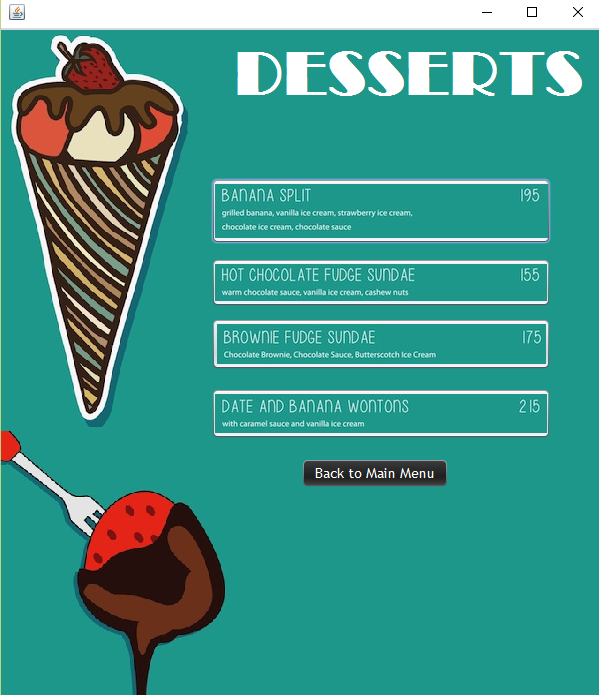 DESSERTS
BANANA SPLIT 195
grilled banana, vanilla ice cream, strawberry ice cream,
chocolate ice cream, chocolate sauce
HOT CHOCOLATE FUDGE SUNDAE 155
warm chocolate sauce, vanilla ice cream, cashew nuts
BROWNIE FUDGE SUNDAE 175
Chocolate Brownie, Chocolate Sauce, Butterscotch Ice Cream
DATE AND BANANA WONTONS 215
with caramel sauce and vanilla ice cream
Back to Main Menu